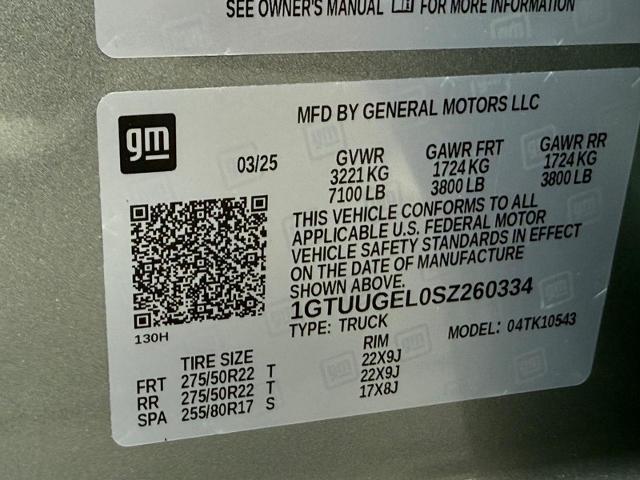 SEE OWNER'S MANUAL FOR MORE INFORMATION
gm
MFD BY GENERAL MOTORS LLC
03/25
GVWR GAWR FRT GAWR RR
3221 KG 1724 KG 1724 KG
7100 LB 3800 LB 3800 LB
THIS VEHICLE CONFORMS TO ALL
APPLICABLE U.S. FEDERAL MOTOR
VEHICLE SAFETY STANDARDS IN EFFECT
ON THE DATE OF MANUFACTURE
SHOWN ABOVE.
1GTUUGEL0SZ260334
TYPE: TRUCK MODEL: 04TK10543
130H
TIRE SIZE RIM
FRT 275/50R22 T 22X9J
RR 275/50R22 T 22X9J
SPA 255/80R17 S 17X8J